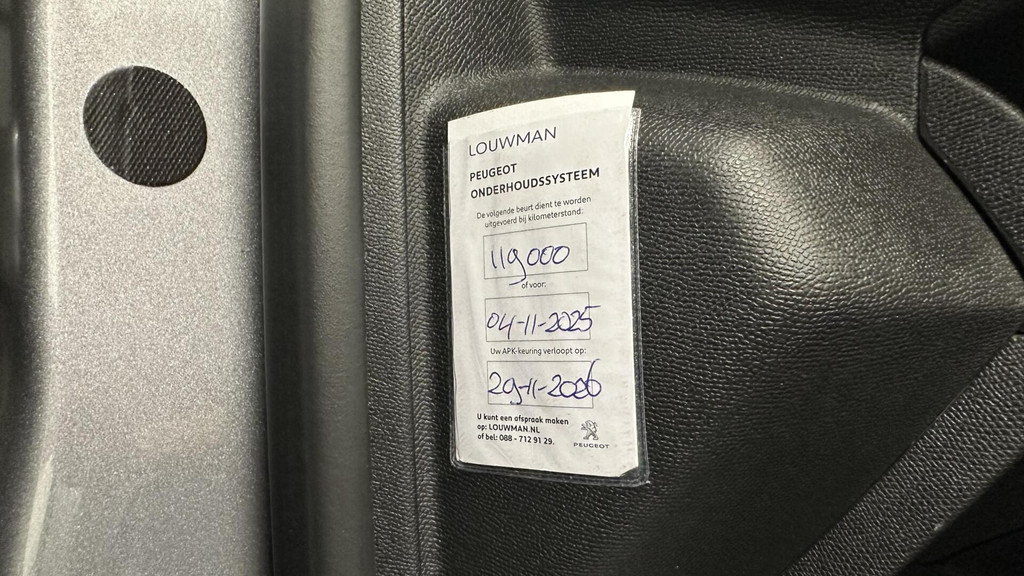 LOUWMAN
PEUGEOT
ONDERHOUDSSYSTEEM
De volgende beurt dient te worden
uitgevoerd bij kilometerstand:
119000
of voor:
04-11-2025
Uw APK-keuring verloopt op:
29-11-2026
U kunt een afspraak maken
op: LOUWMAN.NL
of bel: 088 - 712 91 29.
PEUGEOT